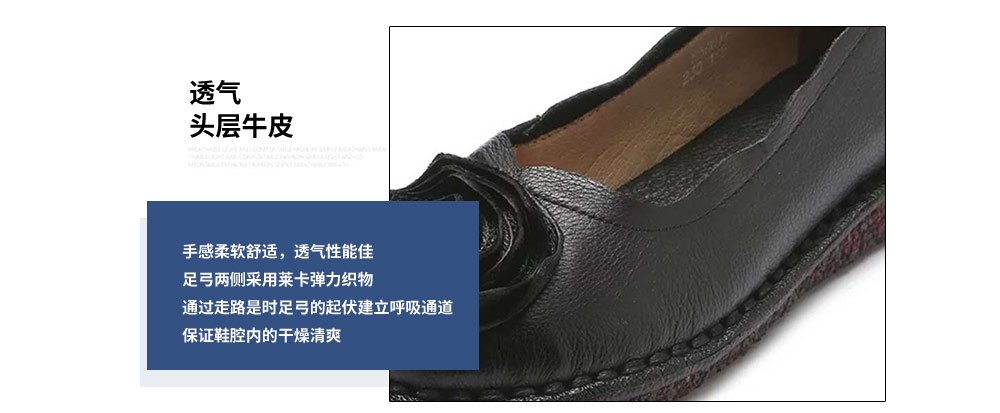 透气
头层牛皮
手感柔软舒适，透气性能佳
足弓两侧采用莱卡弹力织物
通过走路是时足弓的起伏建立呼吸通道
保证鞋腔内的干燥清爽